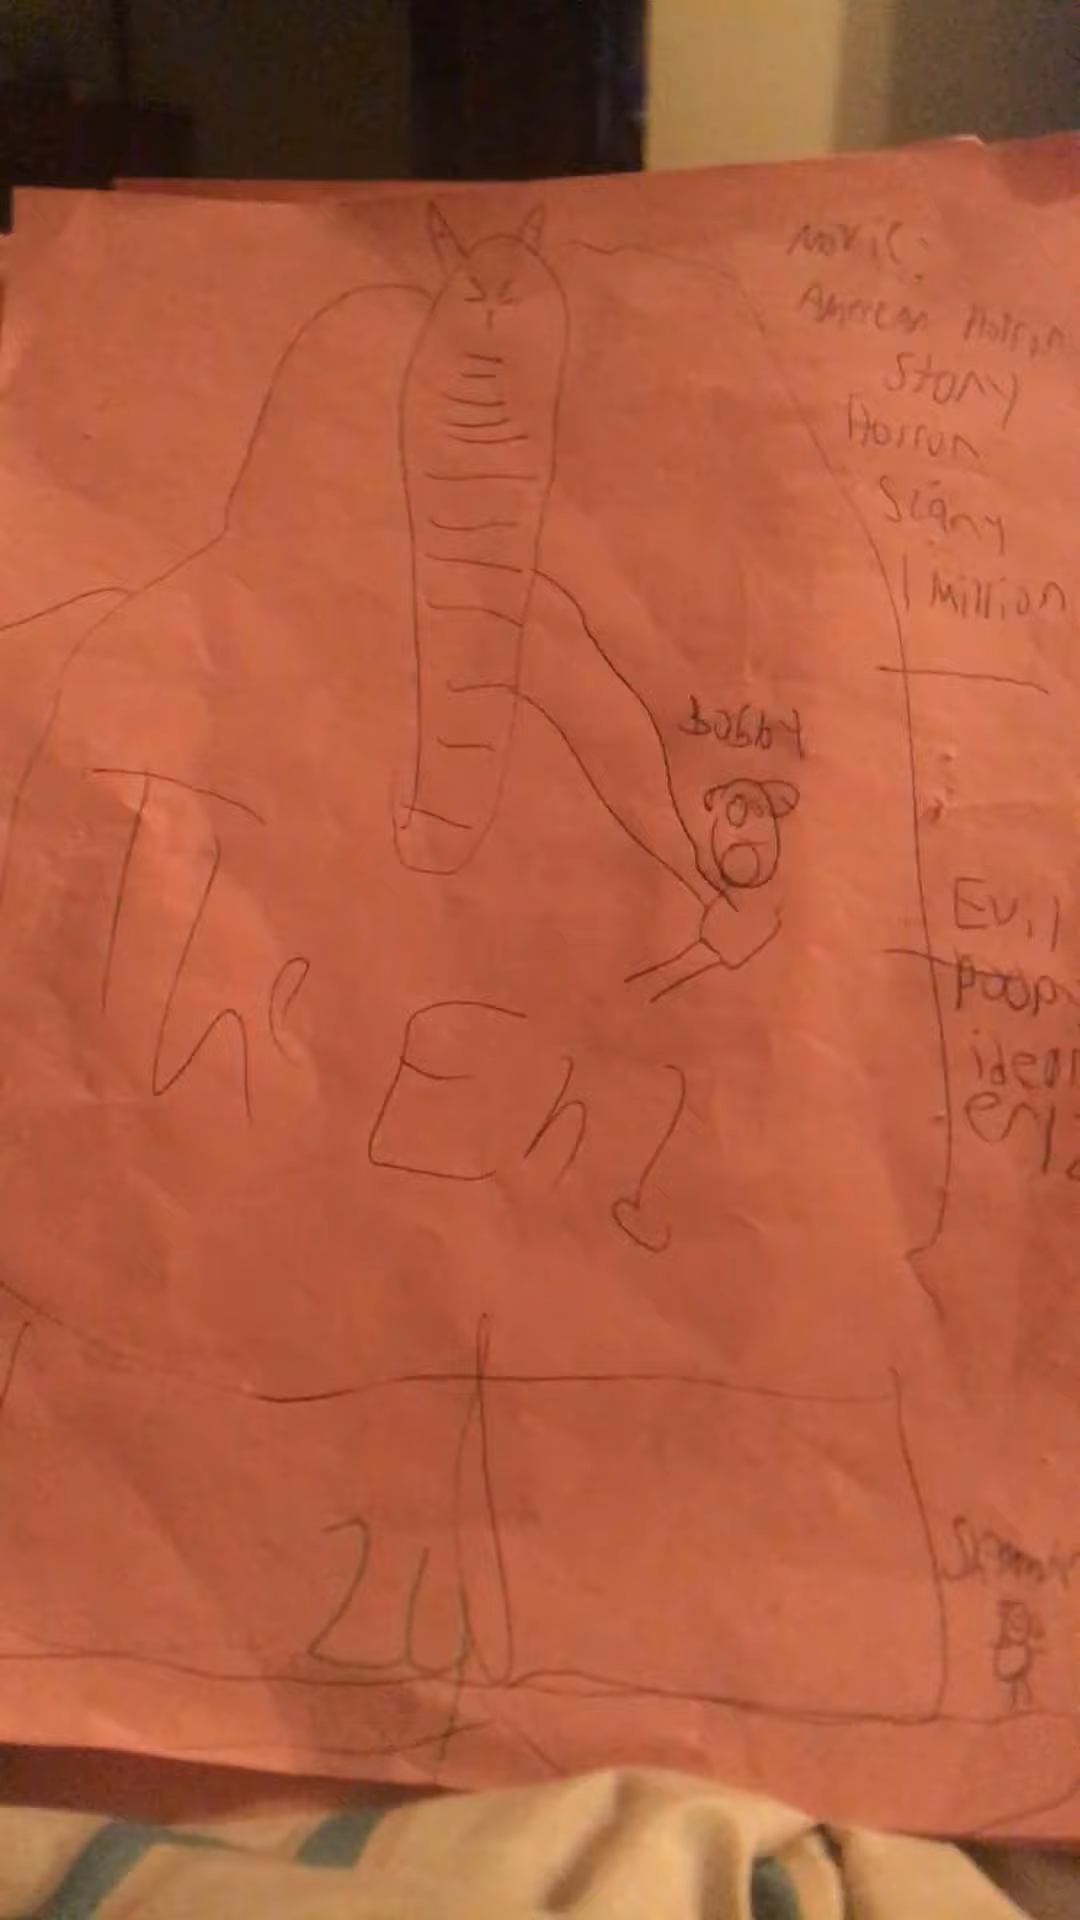 Movie:
American Horror
Story
Horror
Scary
1 Million
Bobby
The
End
Evil
24